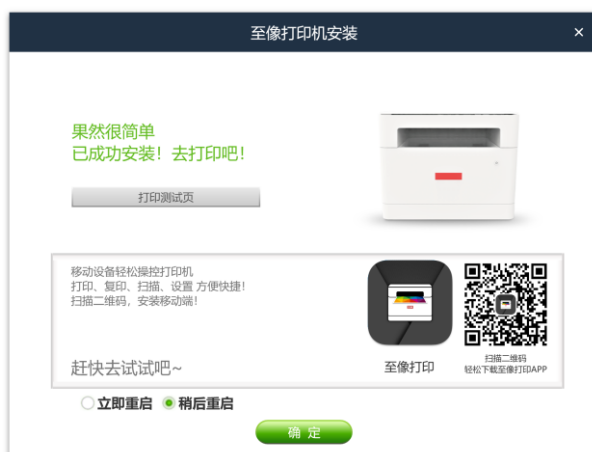 至像打印机安装
×
果然很简单
已成功安装！去打印吧！
打印测试页
移动设备轻松操控打印机
打印、复印、扫描、设置 方便快捷！
扫描二维码，安装移动端！
赶快去试试吧~
至像打印
扫描二维码
轻松下载至像打印APP
立即重启 稍后重启
确 定